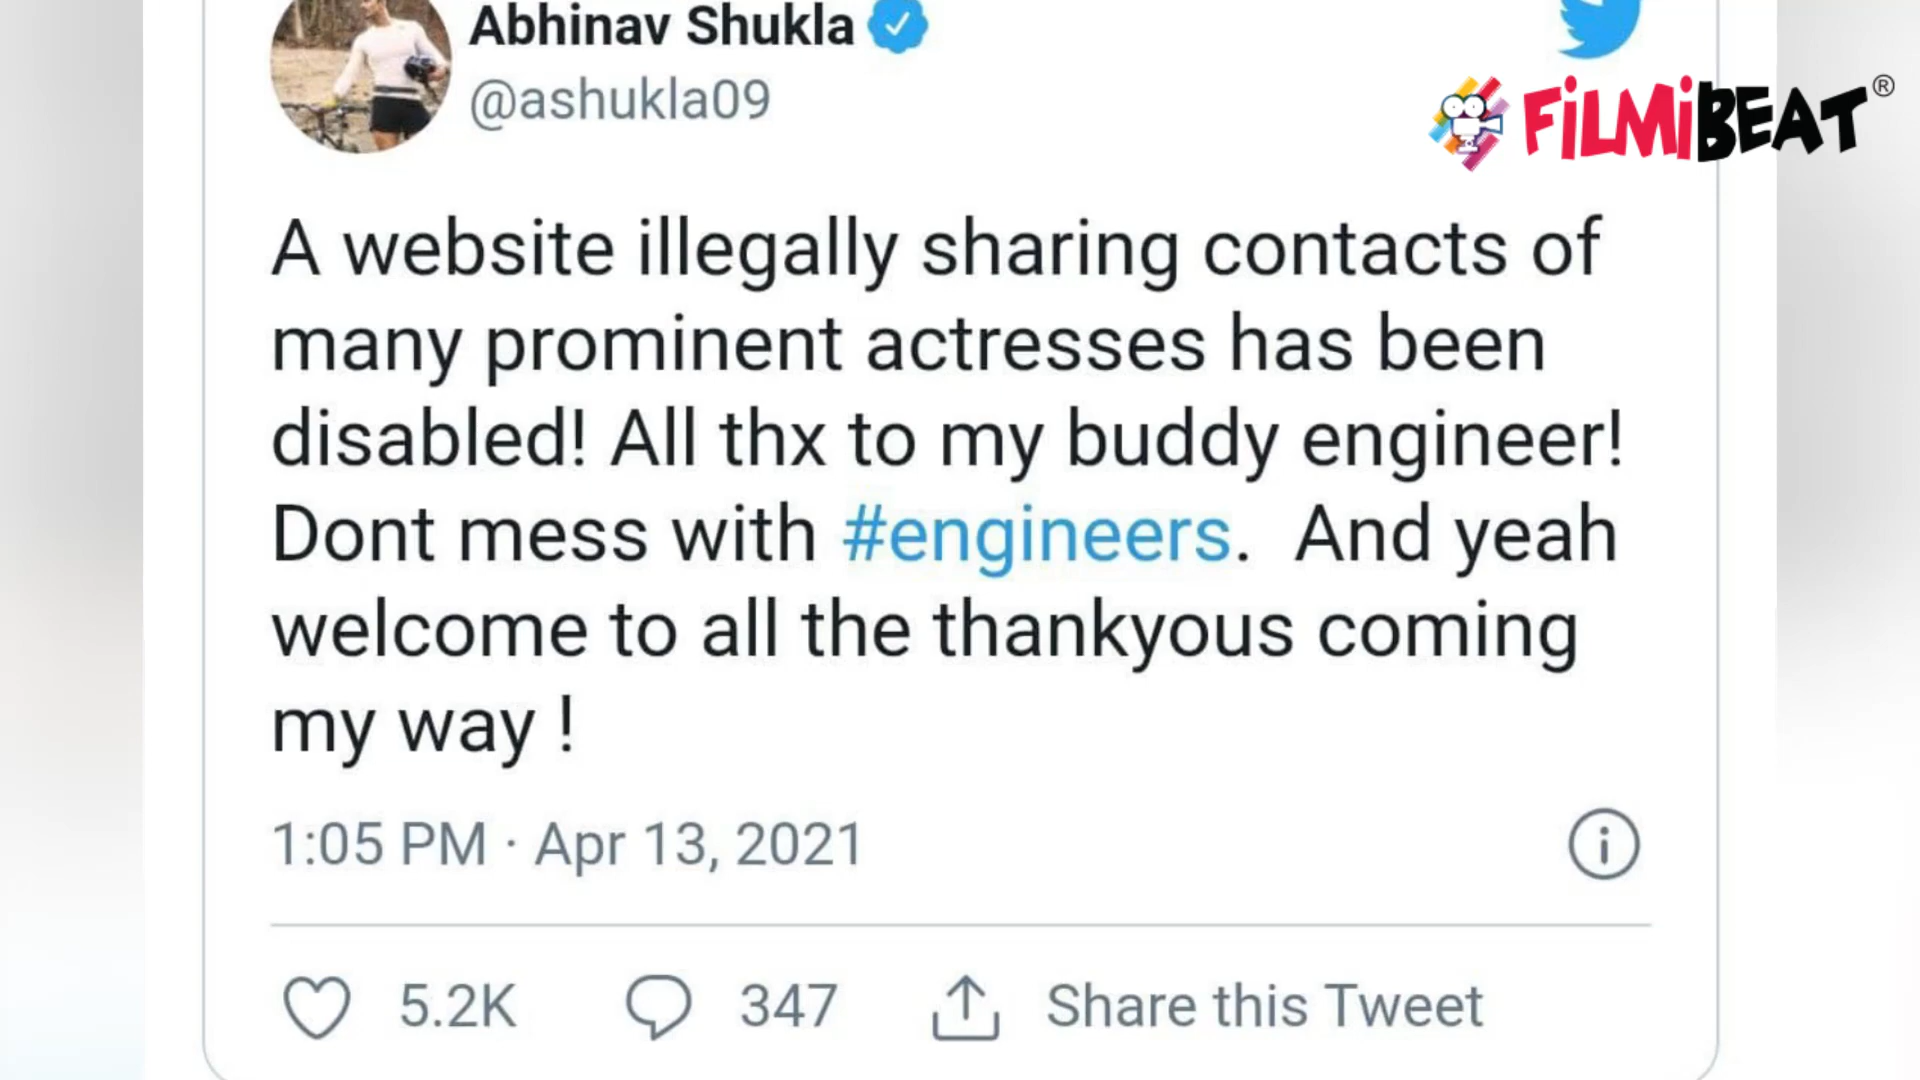 Abhinav Shukla
@ashukla09
FiLMiBEAT®
A website illegally sharing contacts of
many prominent actresses has been
disabled! All thx to my buddy engineer!
Dont mess with #engineers.  And yeah
welcome to all the thankyous coming
my way !
1:05 PM · Apr 13, 2021
5.2K 347 Share this Tweet